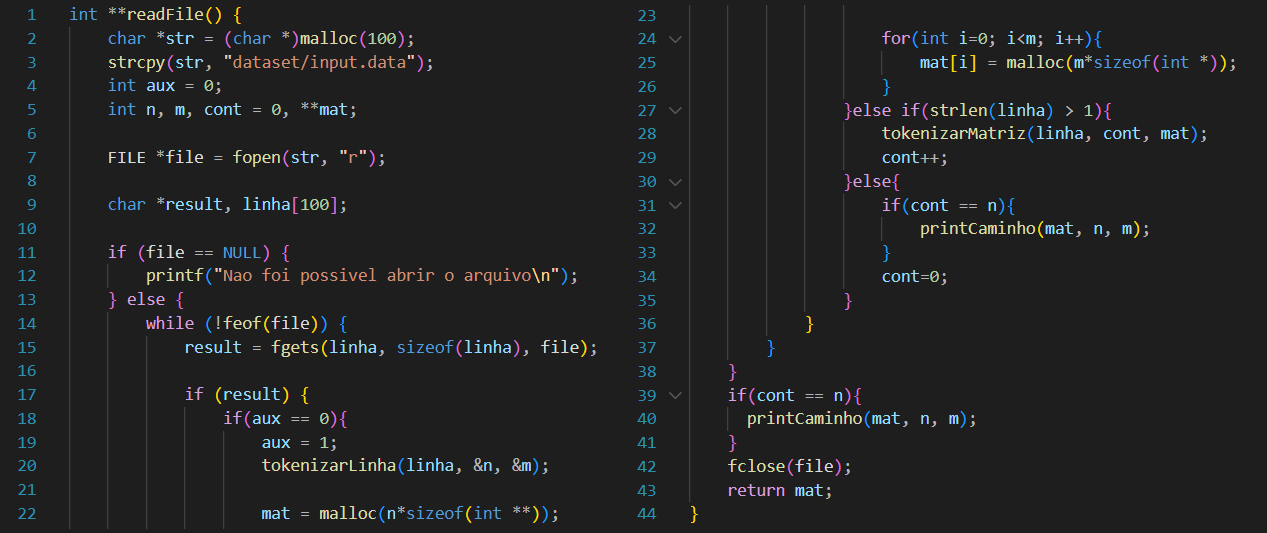 1 int **readFile() {
2 char *str = (char *)malloc(100);
3 strcpy(str, "dataset/input.data");
4 int aux = 0;
5 int n, m, cont = 0, **mat;
6
7 FILE *file = fopen(str, "r");
8
9 char *result, linha[100];
10
11 if (file == NULL) {
12 printf("Nao foi possivel abrir o arquivo\n");
13 } else {
14 while (!feof(file)) {
15 result = fgets(linha, sizeof(linha), file);
16
17 if (result) {
18 if(aux == 0){
19 aux = 1;
20 tokenizarLinha(linha, &n, &m);
21
22 mat = malloc(n*sizeof(int **));
23
24 for(int i=0; i<m; i++){
25 mat[i] = malloc(m*sizeof(int *));
26 }
27 }else if(strlen(linha) > 1){
28 tokenizarMatriz(linha, cont, mat);
29 cont++;
30 }else{
31 if(cont == n){
32 printCaminho(mat, n, m);
33 }
34 cont=0;
35 }
36 }
37 }
38 }
39 if(cont == n){
40 printCaminho(mat, n, m);
41 }
42 fclose(file);
43 return mat;
44 }